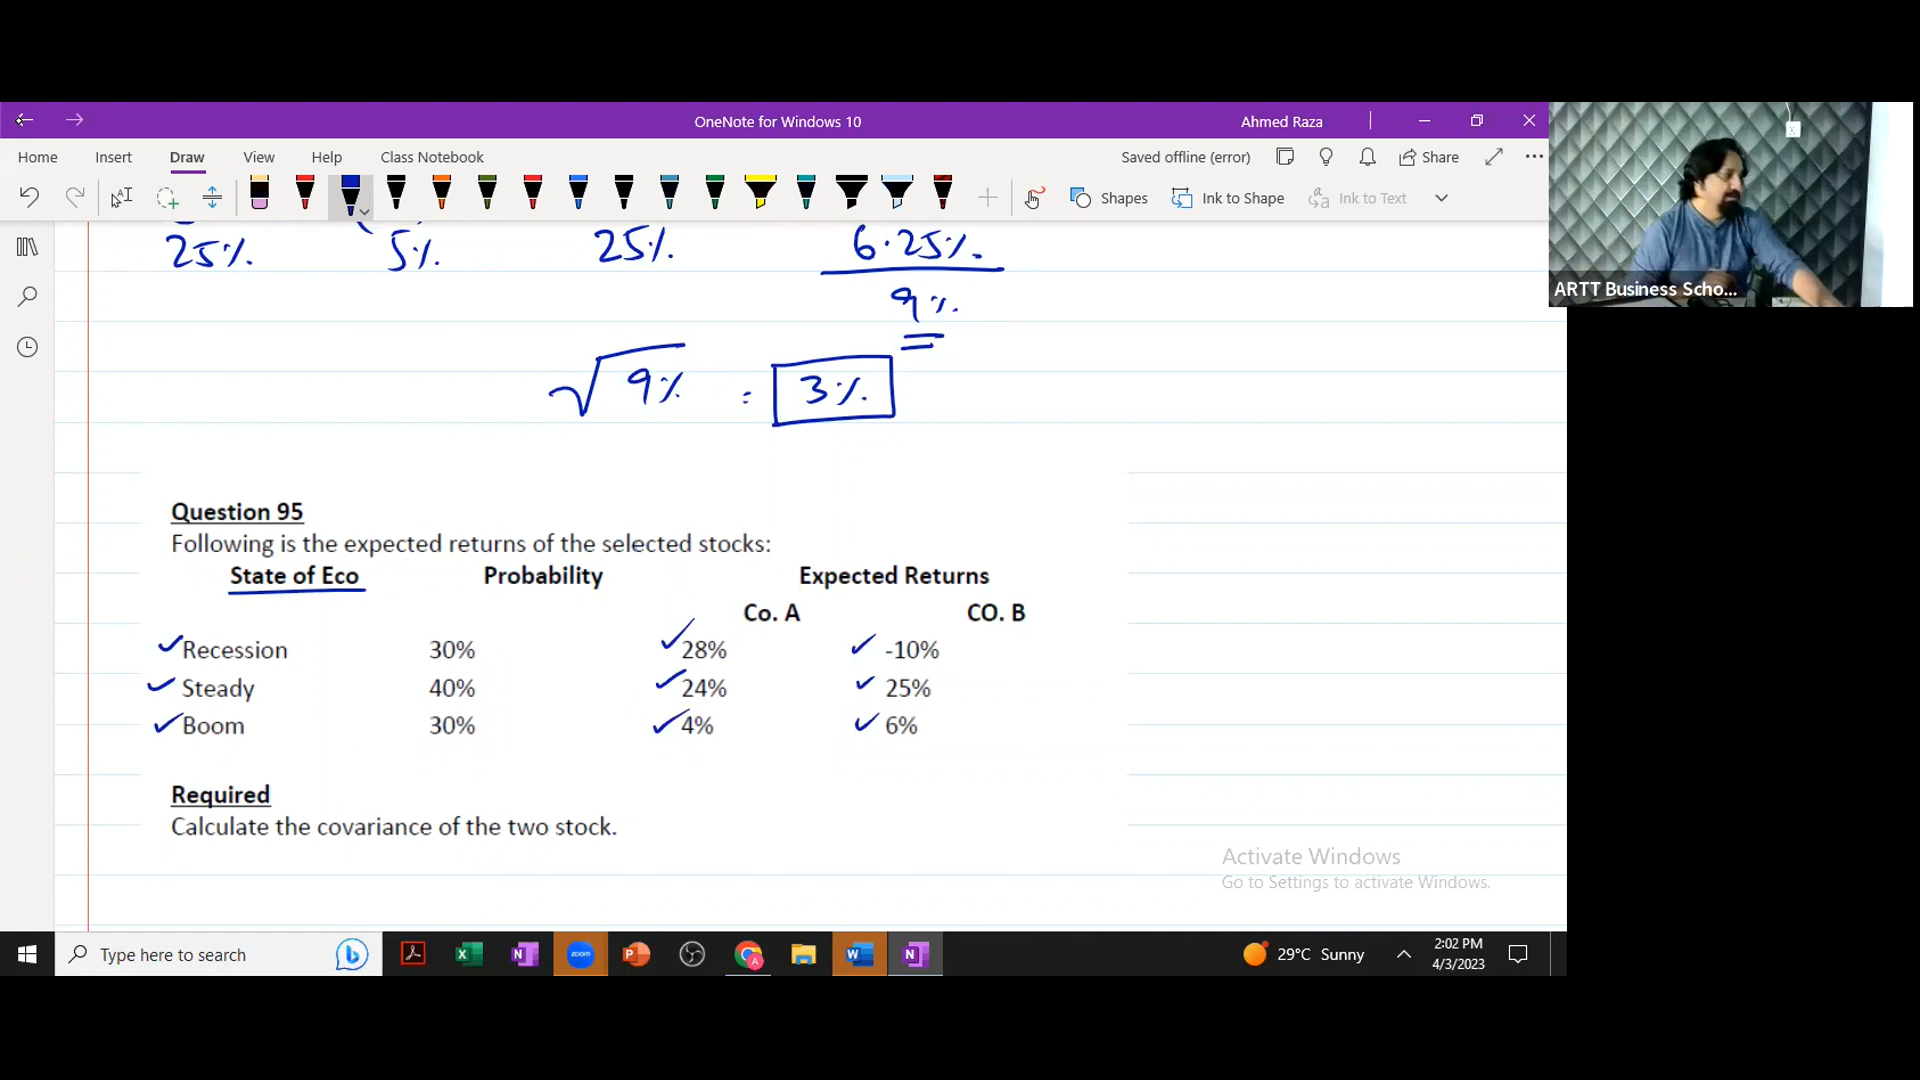 OneNote for Windows 10
Ahmed Raza
Home Insert Draw View Help Class Notebook
Saved offline (error) Share
Shapes Ink to Shape Ink to Text
ARTT Business Scho...
25% 5% 25% 6.25%
9%
√9% = 3%
Question 95
Following is the expected returns of the selected stocks:
State of Eco Probability Expected Returns
Co. A CO. B
Recession 30% 28% -10%
Steady 40% 24% 25%
Boom 30% 4% 6%
Required
Calculate the covariance of the two stock.
Activate Windows
Go to Settings to activate Windows.
Type here to search
29°C Sunny
2:02 PM
4/3/2023